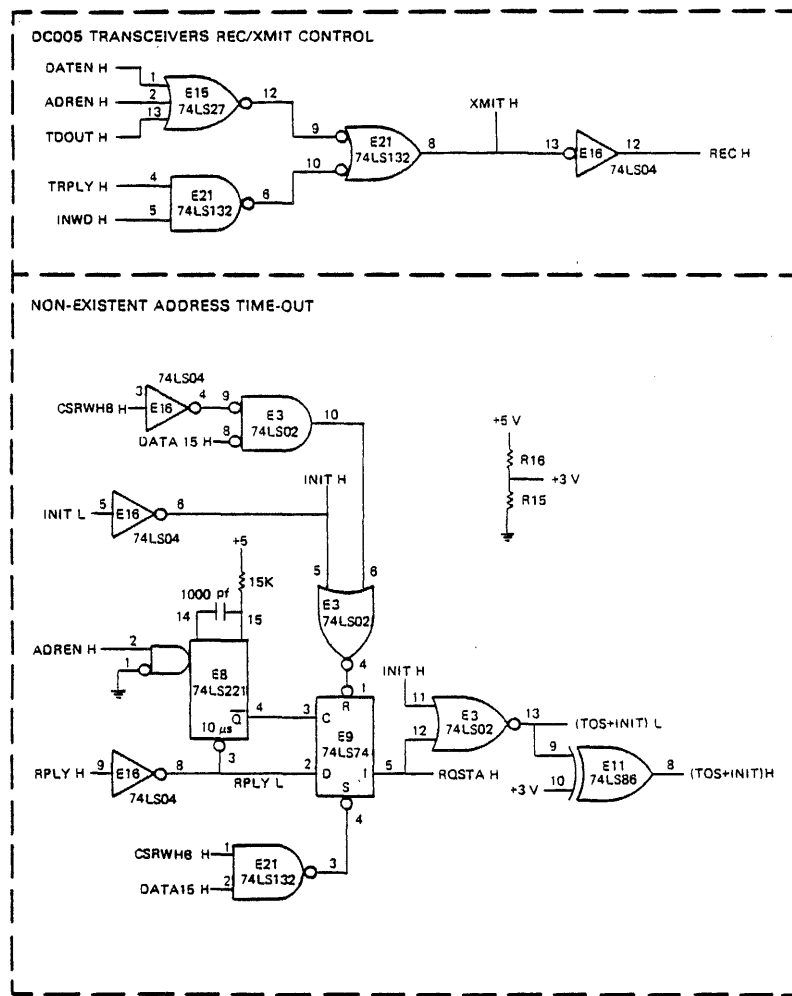 DC005 TRANSCEIVERS REC/XMIT CONTROL
DATEN H
1
ADREN H
2
TDOUT H
13
E15
74LS27
12
TRPLY H
4
INWD H
5
E21
74LS132
6
9
10
E21
74LS132
8
XMIT H
13
E16
74LS04
12
REC H
NON-EXISTENT ADDRESS TIME-OUT
74LS04
CSRWH8 H
3
E16
4
9
DATA 15 H
8
E3
74LS02
10
INIT L
5
E16
6
74LS04
INIT H
5
6
E3
74LS02
4
+5 V
R16
+3 V
R15
+5
15K
1000 pf
14
15
ADREN H
2
1
E8
74LS221
Q
4
10 μs
3
RPLY H
9
E16
8
74LS04
RPLY L
1
R
3
C
E9
74LS74
2
D
1
5
S
4
RQSTA H
INIT H
11
12
E3
74LS02
13
(TOS+INIT) L
9
10
+3 V
E11
74LS86
8
(TOS+INIT)H
CSRWH8 H
1
DATA15 H
2
E21
74LS132
3